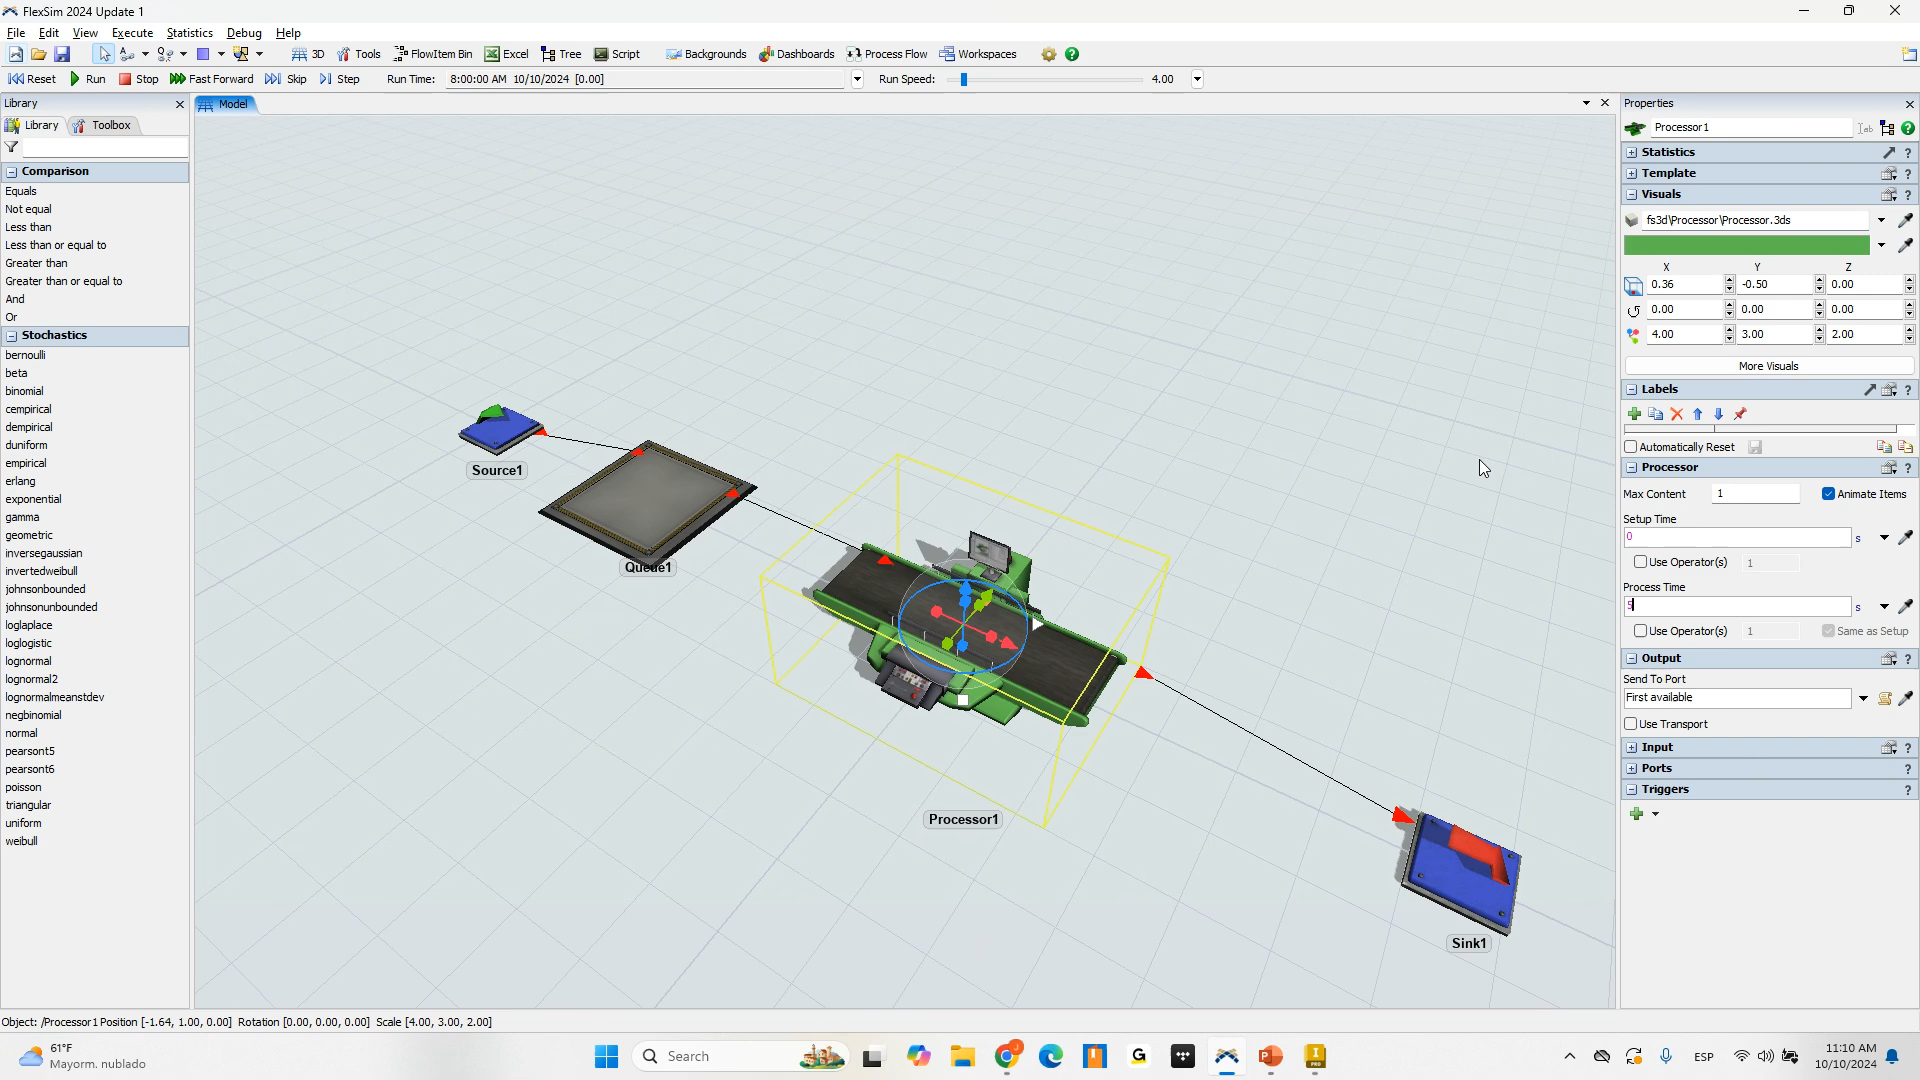 FlexSim 2024 Update 1
File Edit View Execute Statistics Debug Help
3D Tools FlowItem Bin Excel Tree Script Backgrounds Dashboards Process Flow Workspaces
Reset Run Stop Fast Forward Skip Step Run Time: 8:00:00 AM 10/10/2024 [0.00] Run Speed: 4.00
Library
Library Toolbox
Comparison
Equals
Not equal
Less than
Less than or equal to
Greater than
Greater than or equal to
And
Or
Stochastics
bernoulli
beta
binomial
cempirical
dempirical
duniform
empirical
erlang
exponential
gamma
geometric
inversegaussian
invertedweibull
johnsonbounded
johnsonunbounded
loglaplace
loglogistic
lognormal
lognormal2
lognormalmeanstdev
negbinomial
normal
pearsont5
pearsont6
poisson
triangular
uniform
weibull
Model
Source1
Queue1
Processor1
Sink1
Properties
Processor1
Statistics
Template
Visuals
fs3d\Processor\Processor.3ds
X Y Z
0.36 -0.50 0.00
0.00 0.00 0.00
4.00 3.00 2.00
More Visuals
Labels
Automatically Reset
Processor
Max Content 1 Animate Items
Setup Time
0 s
Use Operator(s) 1
Process Time
5 s
Use Operator(s) 1 Same as Setup
Output
Send To Port
First available
Use Transport
Input
Ports
Triggers
Object: /Processor1 Position [-1.64, 1.00, 0.00] Rotation [0.00, 0.00, 0.00] Scale [4.00, 3.00, 2.00]
61°F
Mayorm. nublado
Search
ESP
11:10 AM
10/10/2024